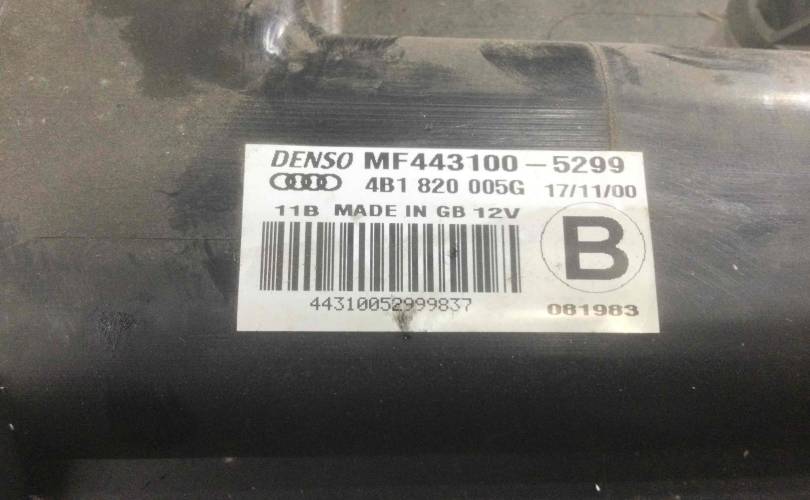 DENSO MF443100-5299
4B1 820 005G 17/11/00
11B MADE IN GB 12V
B
44310052999837
081983